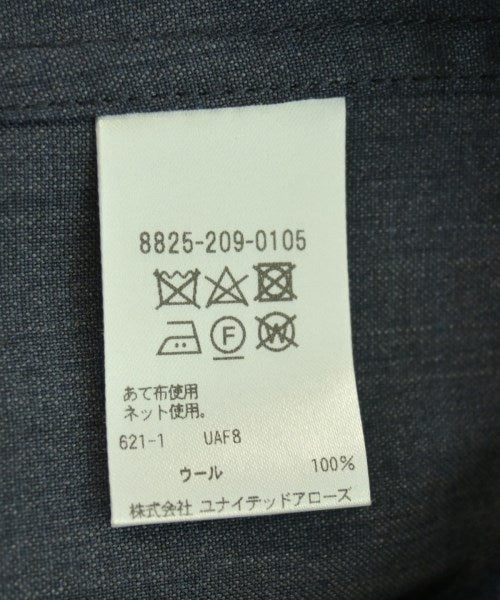 8825-209-0105
F W
あて布使用
ネット使用。
621-1 UAF8
ウール 100%
株式会社 ユナイテッドアローズ